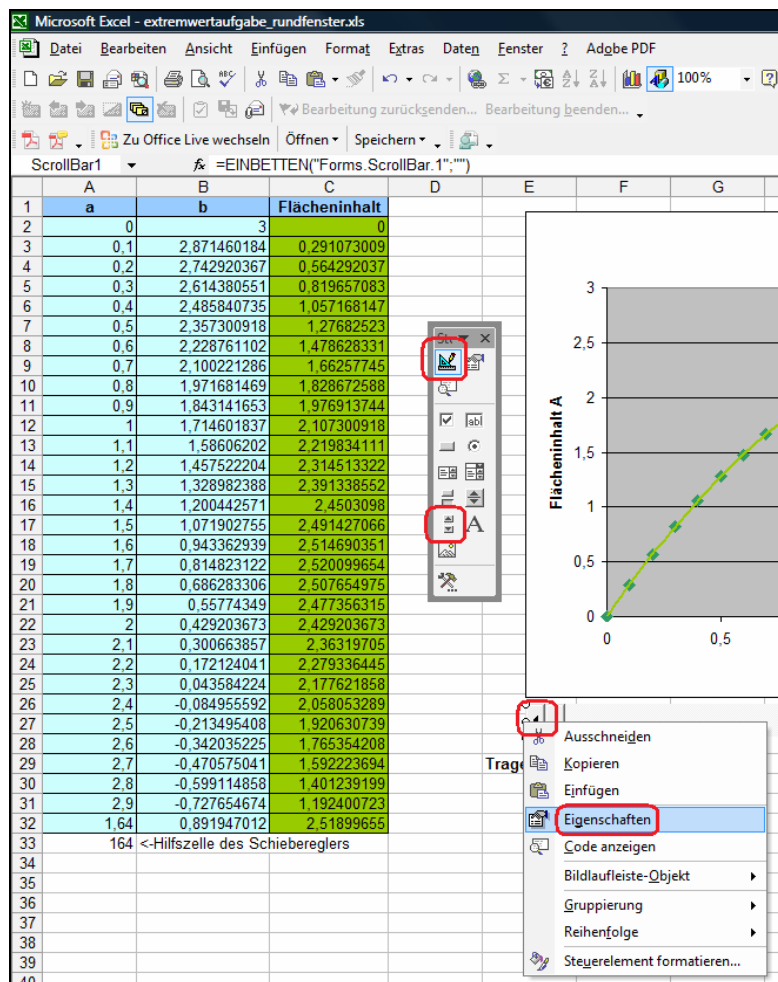 Microsoft Excel - extremwertaufgabe_rundfenster.xls
Datei Bearbeiten Ansicht Einfügen Format Extras Daten Fenster ? Adobe PDF
100%
Bearbeitung zurücksenden... Bearbeitung beenden...
Zu Office Live wechseln Öffnen Speichern
ScrollBar1 fx =EINBETTEN("Forms.ScrollBar.1";"")
A B C D E F G
1 a b Flächeninhalt
2 0 3 0
3 0,1 2,871460184 0,291073009
4 0,2 2,742920367 0,564292037
5 0,3 2,614380551 0,819657083
6 0,4 2,485840735 1,057168147
7 0,5 2,357300918 1,27682523
8 0,6 2,228761102 1,478628331
9 0,7 2,100221286 1,66257745
10 0,8 1,971681469 1,828672588
11 0,9 1,843141653 1,976913744
12 1 1,714601837 2,107300918
13 1,1 1,58606202 2,219834111
14 1,2 1,457522204 2,314513322
15 1,3 1,328982388 2,391338552
16 1,4 1,200442571 2,4503098
17 1,5 1,071902755 2,491427066
18 1,6 0,943362939 2,514690351
19 1,7 0,814823122 2,520099654
20 1,8 0,686283306 2,507654975
21 1,9 0,55774349 2,477356315
22 2 0,429203673 2,429203673
23 2,1 0,300663857 2,36319705
24 2,2 0,172124041 2,279336445
25 2,3 0,043584224 2,177621858
26 2,4 -0,084955592 2,058053289
27 2,5 -0,213495408 1,920630739
28 2,6 -0,342035225 1,765354208
29 2,7 -0,470575041 1,592223694
30 2,8 -0,599114858 1,401239199
31 2,9 -0,727654674 1,192400723
32 1,64 0,891947012 2,51899655
33 164 <-Hilfszelle des Schiebereglers
34
35
36
37
38
39
ab
A
Flächeninhalt A
3
2,5
2
1,5
1
0,5
0
0 0,5
Ausschneiden
Kopieren
Einfügen
Eigenschaften
Code anzeigen
Bildlaufleiste-Objekt
Gruppierung
Reihenfolge
Steuerelement formatieren...